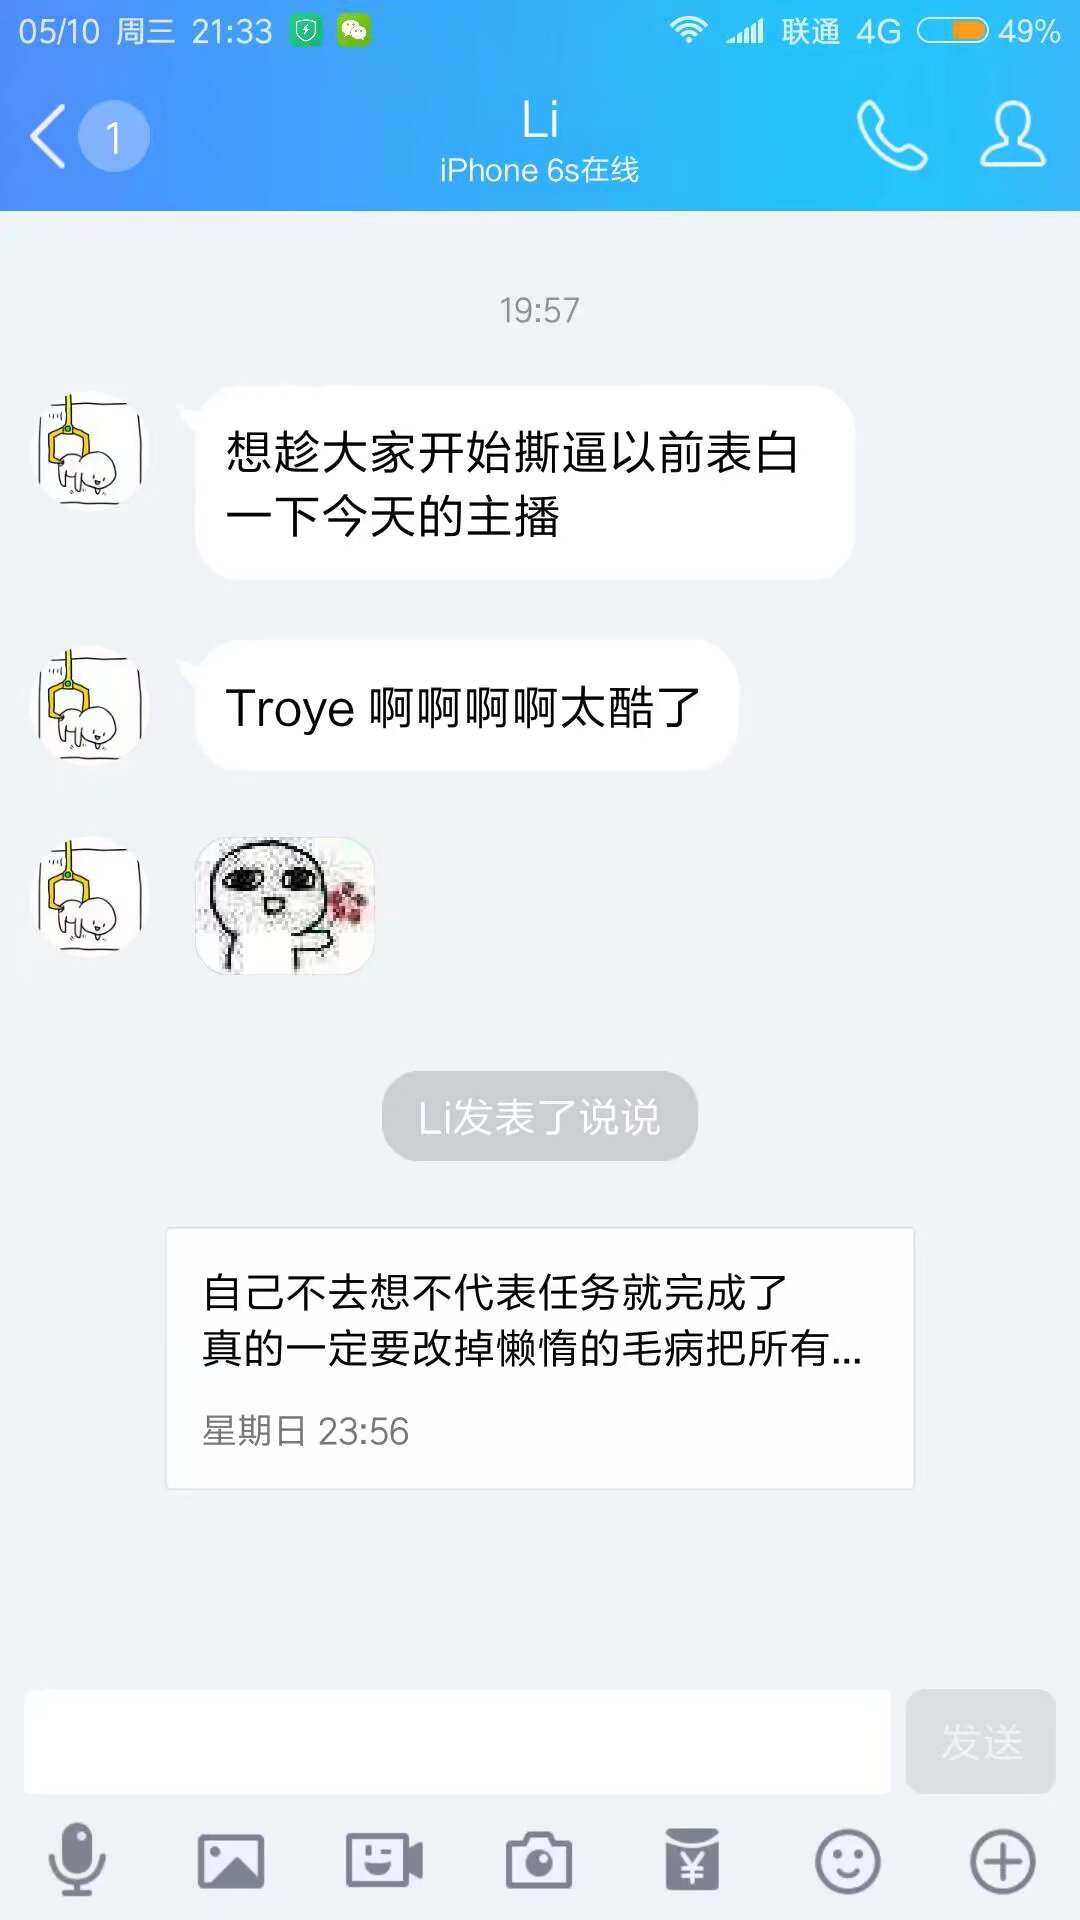 05/10 周三 21:33 联通 4G 49%
1
Li
iPhone 6s在线
19:57
想趁大家开始撕逼以前表白
一下今天的主播
Troye 啊啊啊啊太酷了
Li发表了说说
自己不去想不代表任务就完成了
真的一定要改掉懒惰的毛病把所有...
星期日 23:56
发送
¥